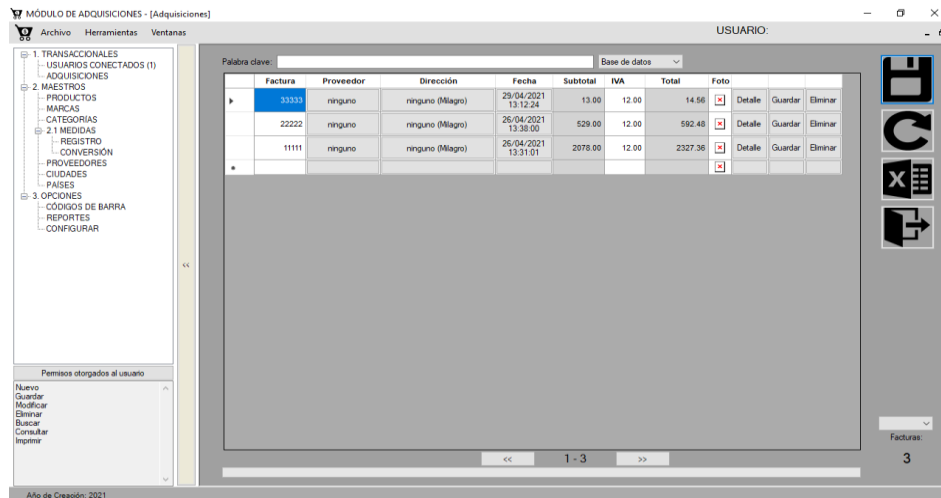 MÓDULO DE ADQUISICIONES - [Adquisiciones]
Archivo Herramientas Ventanas
USUARIO:
1. TRANSACCIONALES
USUARIOS CONECTADOS (1)
ADQUISICIONES
2. MAESTROS
PRODUCTOS
MARCAS
CATEGORÍAS
2.1 MEDIDAS
REGISTRO
CONVERSIÓN
PROVEEDORES
CIUDADES
PAÍSES
3. OPCIONES
CÓDIGOS DE BARRA
REPORTES
CONFIGURAR
Permisos otorgados al usuario
Nuevo
Guardar
Modificar
Eliminar
Buscar
Consultar
Imprimir
<<
Palabra clave: Base de datos
Factura Proveedor Dirección Fecha Subtotal IVA Total Foto
33333 ninguno ninguno (Milagro) 29/04/2021 13:12:24 13.00 12.00 14.56 Detalle Guardar Eliminar
22222 ninguno ninguno (Milagro) 26/04/2021 13:38:00 529.00 12.00 592.48 Detalle Guardar Eliminar
11111 ninguno ninguno (Milagro) 26/04/2021 13:31:01 2078.00 12.00 2327.36 Detalle Guardar Eliminar
<< 1 - 3 >>
X
Facturas:
3
Año de Creación: 2021